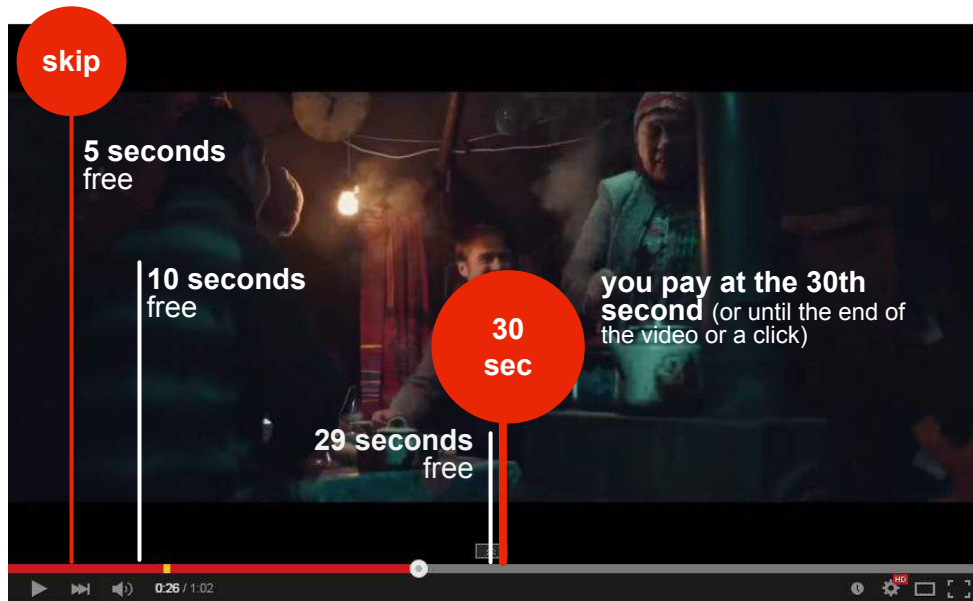 skip
5 seconds
free
10 seconds
free
you pay at the 30th
second (or until the end of
the video or a click)
30
sec
29 seconds
free
0:26 / 1:02
HD